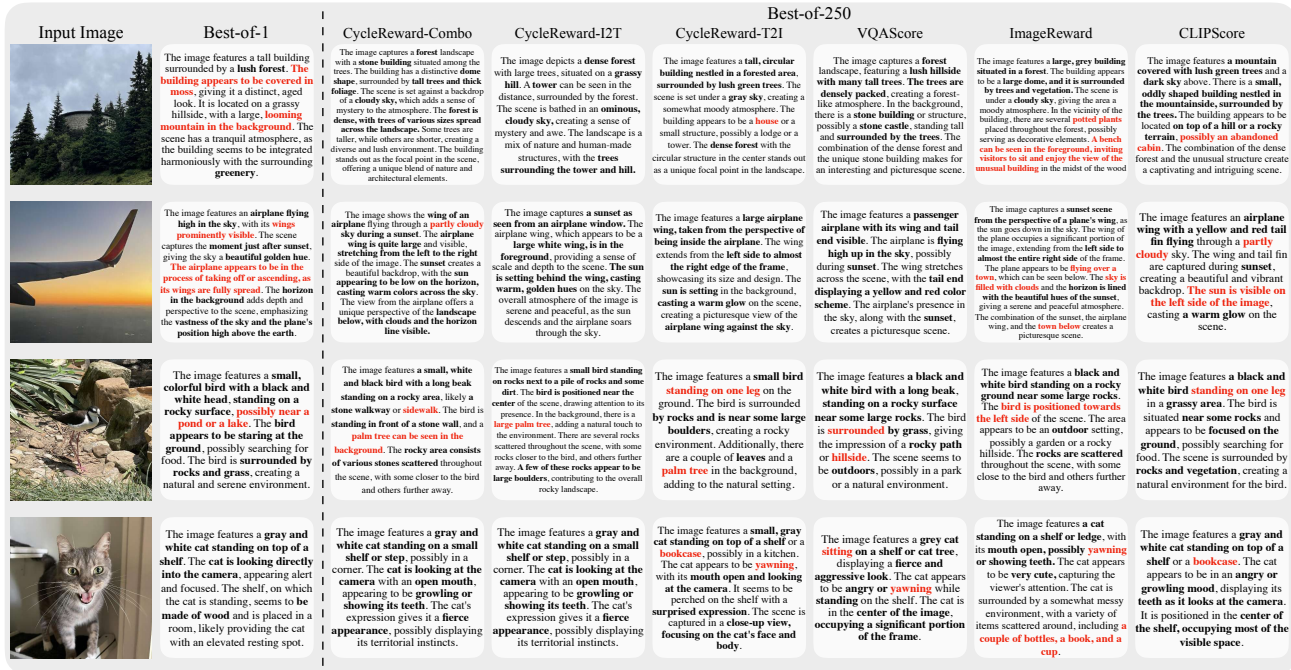 Best-of-250
Input Image
Best-of-1
CycleReward-Combo
CycleReward-I2T
CycleReward-T2I
VQAScore
ImageReward
CLIPScore
The image features a tall building
surrounded by a lush forest. The
building appears to be covered in
moss, giving it a distinct, aged
look. It is located on a grassy
hillside, with a large, looming
mountain in the background. The
scene has a tranquil atmosphere, as
the building seems to be integrated
harmoniously with the surrounding
greenery.
The image captures a forest landscape
with a stone building situated among the
trees. The building has a distinctive dome
shape, surrounded by tall trees and thick
foliage. The scene is set against a backdrop
of a cloudy sky, which adds a sense of
mystery to the atmosphere. The forest is
dense, with trees of various sizes spread
across the landscape. Some trees are
taller, while others are shorter, creating a
diverse and lush environment. The building
stands out as the focal point in the scene,
offering a unique blend of nature and
architectural elements.
The image depicts a dense forest
with large trees, situated on a grassy
hill. A tower can be seen in the
distance, surrounded by the forest.
The scene is bathed in an ominous,
cloudy sky, creating a sense of
mystery and awe. The landscape is a
mix of nature and human-made
structures, with the trees
surrounding the tower and hill.
The image features a tall, circular
building nestled in a forested area,
surrounded by lush green trees. The
scene is set under a gray sky, creating a
somewhat moody atmosphere. The
building appears to be a house or a
small structure, possibly a lodge or a
tower. The dense forest with the
circular structure in the center stands out
as a unique focal point in the landscape.
The image captures a
forest landscape,
featuring a lush hillside
with many tall trees. The trees are
densely packed, creating a forest-
like atmosphere. In the background,
there is a stone building or structure,
possibly a stone castle, standing tall
and surrounded by the trees. The
combination of the dense forest and
the unique stone building makes for
an interesting and picturesque scene.
The image features a large, grey building
situated in a forest. The building appears
to be a large dome, and it is surrounded
by trees and vegetation. The scene is
under a cloudy sky, giving the area a
moody atmosphere. In the vicinity of the
building, there are several potted plants
placed throughout the forest, possibly
serving as decorative elements. A bench
can be seen in the foreground, inviting
visitors to sit and enjoy the view of the
unusual building in the midst of the wood
The image features a mountain
covered with lush green trees and a
dark sky above. There is a small,
oddly shaped building nestled in
the mountainside, surrounded by
the trees. The building appears to be
located on top of a hill or a rocky
terrain, possibly an abandoned
cabin. The combination of the dense
forest and the unusual structure create
a captivating and intriguing scene.
The image features an airplane flying
high in the sky, with its wings
prominently visible. The scene
captures the moment just after sunset,
giving the sky a beautiful golden hue.
The airplane appears to be in the
process of taking off or ascending, as
its wings are fully spread. The horizon
in the background adds depth and
perspective to the scene, emphasizing
the vastness of the sky and the plane's
position high above the earth.
The image shows the wing of an
airplane flying through a partly cloudy
sky during a sunset. The airplane
wing is quite large and visible,
stretching from the left to the right
side of the image. The sunset creates a
beautiful backdrop, with the sun
appearing to be low on the horizon,
casting warm colors across the sky.
The view from the airplane offers a
unique perspective of the landscape
below, with clouds and the horizon
line visible.
The image captures a sunset as
seen from an airplane window. The
airplane wing, which appears to be a
large white wing, is in the
foreground, providing a sense of
scale and depth to the scene. The sun
is setting behind the wing, casting
warm, golden hues on the sky. The
overall atmosphere of the image is
serene and peaceful, as the sun
descends and the airplane soars
through the sky.
The image features a large airplane
wing, taken from the perspective of
being inside the airplane. The wing
extends from the left side to almost
the right edge of the frame,
showcasing its size and design. The
sun is setting in the background,
casting a warm glow on the scene,
creating a picturesque view of the
airplane wing against the sky.
The image features a passenger
airplane with its wing and tail
end visible. The airplane is flying
high up in the sky, possibly
during sunset. The wing stretches
across the scene, with the tail end
displaying a yellow and red color
scheme. The airplane's presence in
the sky, along with the sunset,
creates a picturesque scene.
The image captures a sunset scene
from the perspective of a plane's wing, as
the sun goes down in the sky. The wing of
the plane occupies a significant portion of
the image, extending from the left side to
almost the entire right side of the frame.
The plane appears to be flying over a
town, which can be seen below. The sky is
filled with clouds and the horizon is lined
with the beautiful hues of the sunset,
giving a serene and peaceful atmosphere.
The combination of the sunset, the airplane
wing, and the town below creates a
picturesque scene.
The image features an airplane
wing with a yellow and red tail
fin flying through a partly
cloudy sky. The wing and tail fin
are captured during sunset,
creating a beautiful and vibrant
backdrop. The sun is visible on
the left side of the image,
casting a warm glow on the
scene.
The image features a small,
colorful bird with a black and
white head, standing on a
rocky surface, possibly near a
pond or a lake. The bird
appears to be staring at the
ground, possibly searching for
food. The bird is surrounded by
rocks and grass, creating a
natural and serene environment.
The image features a small, white
and black bird with a long beak
standing on a rocky area, likely a
stone walkway or sidewalk. The bird is
standing in front of a stone wall, and a
palm tree can be seen in the
background. The rocky area consists
of various stones scattered throughout
the scene, with some closer to the bird
and others further away.
The image features a small bird standing
on rocks next to a pile of rocks and some
dirt. The bird is positioned near the
center of the scene, drawing attention to its
presence. In the background, there is a
large palm tree, adding a natural touch to
the environment. There are several rocks
scattered throughout the scene, with some
rocks closer to the bird, and others further
away. A few of these rocks appear to be
large boulders, contributing to the overall
rocky landscape.
The image features a small bird
standing on one leg on the
ground. The bird is surrounded
by rocks and is near some large
boulders, creating a rocky
environment. Additionally, there
are a couple of leaves and a
palm tree in the background,
adding to the natural setting.
The image features a black and
white bird with a long beak,
standing on a rocky surface
near some large rocks. The bird
is surrounded by grass, giving
the impression of a rocky path
or hillside. The scene seems to
be outdoors, possibly in a park
or a natural environment.
The image features a black and
white bird standing on a rocky
ground near some large rocks.
The bird is positioned towards
the left side of the scene. The area
appears to be an outdoor setting,
possibly a garden or a rocky
hillside. The rocks are scattered
throughout the scene, with some
close to the bird and others further
away.
The image features a black and
white bird standing on one leg
in a grassy area. The bird is
situated near some rocks and
appears to be focused on the
ground, possibly searching for
food. The scene is surrounded by
rocks and vegetation, creating a
natural environment for the bird.
The image features a gray and
white cat standing on top of a
shelf. The cat is looking directly
into the camera, appearing alert
and focused. The shelf, on which
the cat is standing, seems to be
made of wood and is placed in a
room, likely providing the cat
with an elevated resting spot.
The image features a gray and
white cat standing on a small
shelf or step, possibly in a
corner. The cat is looking at the
camera with an open mouth,
appearing to be growling or
showing its teeth. The cat's
expression gives it a fierce
appearance, possibly displaying
its territorial instincts.
The image features a gray and
white cat standing on a small
shelf or step, possibly in a
corner. The cat is looking at the
camera with an open mouth,
appearing to be growling or
showing its teeth. The cat's
expression gives it a fierce
appearance, possibly displaying
its territorial instincts.
The image features a small, gray
cat standing on top of a shelf or a
bookcase, possibly in a kitchen.
The cat appears to be yawning,
with its mouth open and looking
at the camera. It seems to be
perched on the shelf with a
surprised expression. The scene is
captured in a close-up view,
focusing on the cat's face and
body.
The image features a grey cat
sitting on a shelf or cat tree,
displaying a fierce and
aggressive look. The cat appears
to be angry or yawning while
standing on the shelf. The cat is
in the center of the image,
occupying a significant portion
of the frame.
The image features a cat
standing on a shelf or ledge, with
its mouth open, possibly yawning
or showing teeth. The cat appears
to be very cute, capturing the
viewer's attention. The cat is
surrounded by a somewhat messy
environment, with a variety of
items scattered around, including a
couple of bottles, a book, and a
cup.
The image features a gray and
white cat standing on top of a
shelf or a bookcase. The cat
appears to be in an angry or
growling mood, displaying its
teeth as it looks at the camera.
It is positioned in the center of
the shelf, occupying most of the
visible space.